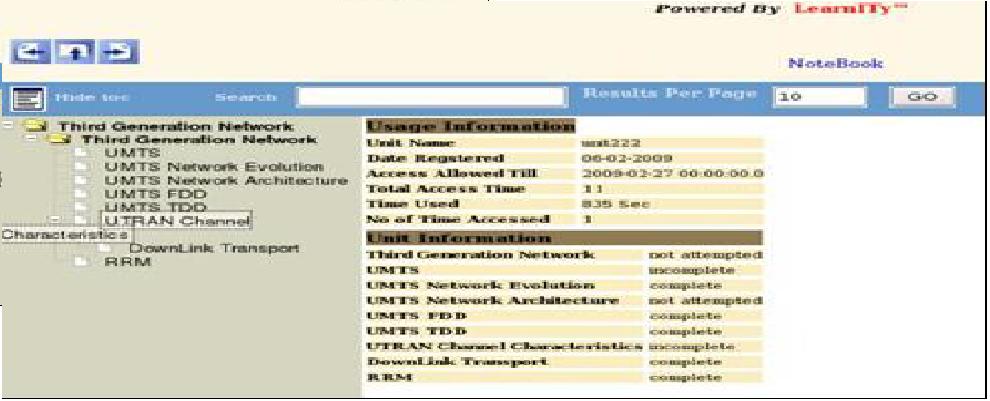 Powered By LearnITy™
NoteBook
Hide toc Search Results Per Page 10 GO
Third Generation Network
Third Generation Network
UMTS
UMTS Network Evolution
UMTS Network Architecture
UMTS FDD
UMTS TDD
UTRAN Channel
Characteristics
DownLink Transport
RRM
Usage Information
Unit Name unit222
Date Regstered 06-02-2009
Access Allowed Till 2009-02-27 00:00:00.0
Total Access Time 11
Time Used 835 Sec
No of Time Accessed 1
Unit Information
Third Generation Network not attempted
UMTS incomplete
UMTS Network Evolution complete
UMTS Network Architecture not attempted
UMTS FDD complete
UMTS TDD complete
UTRAN Channel Characteristics incomplete
DownLink Transport complete
RRM complete